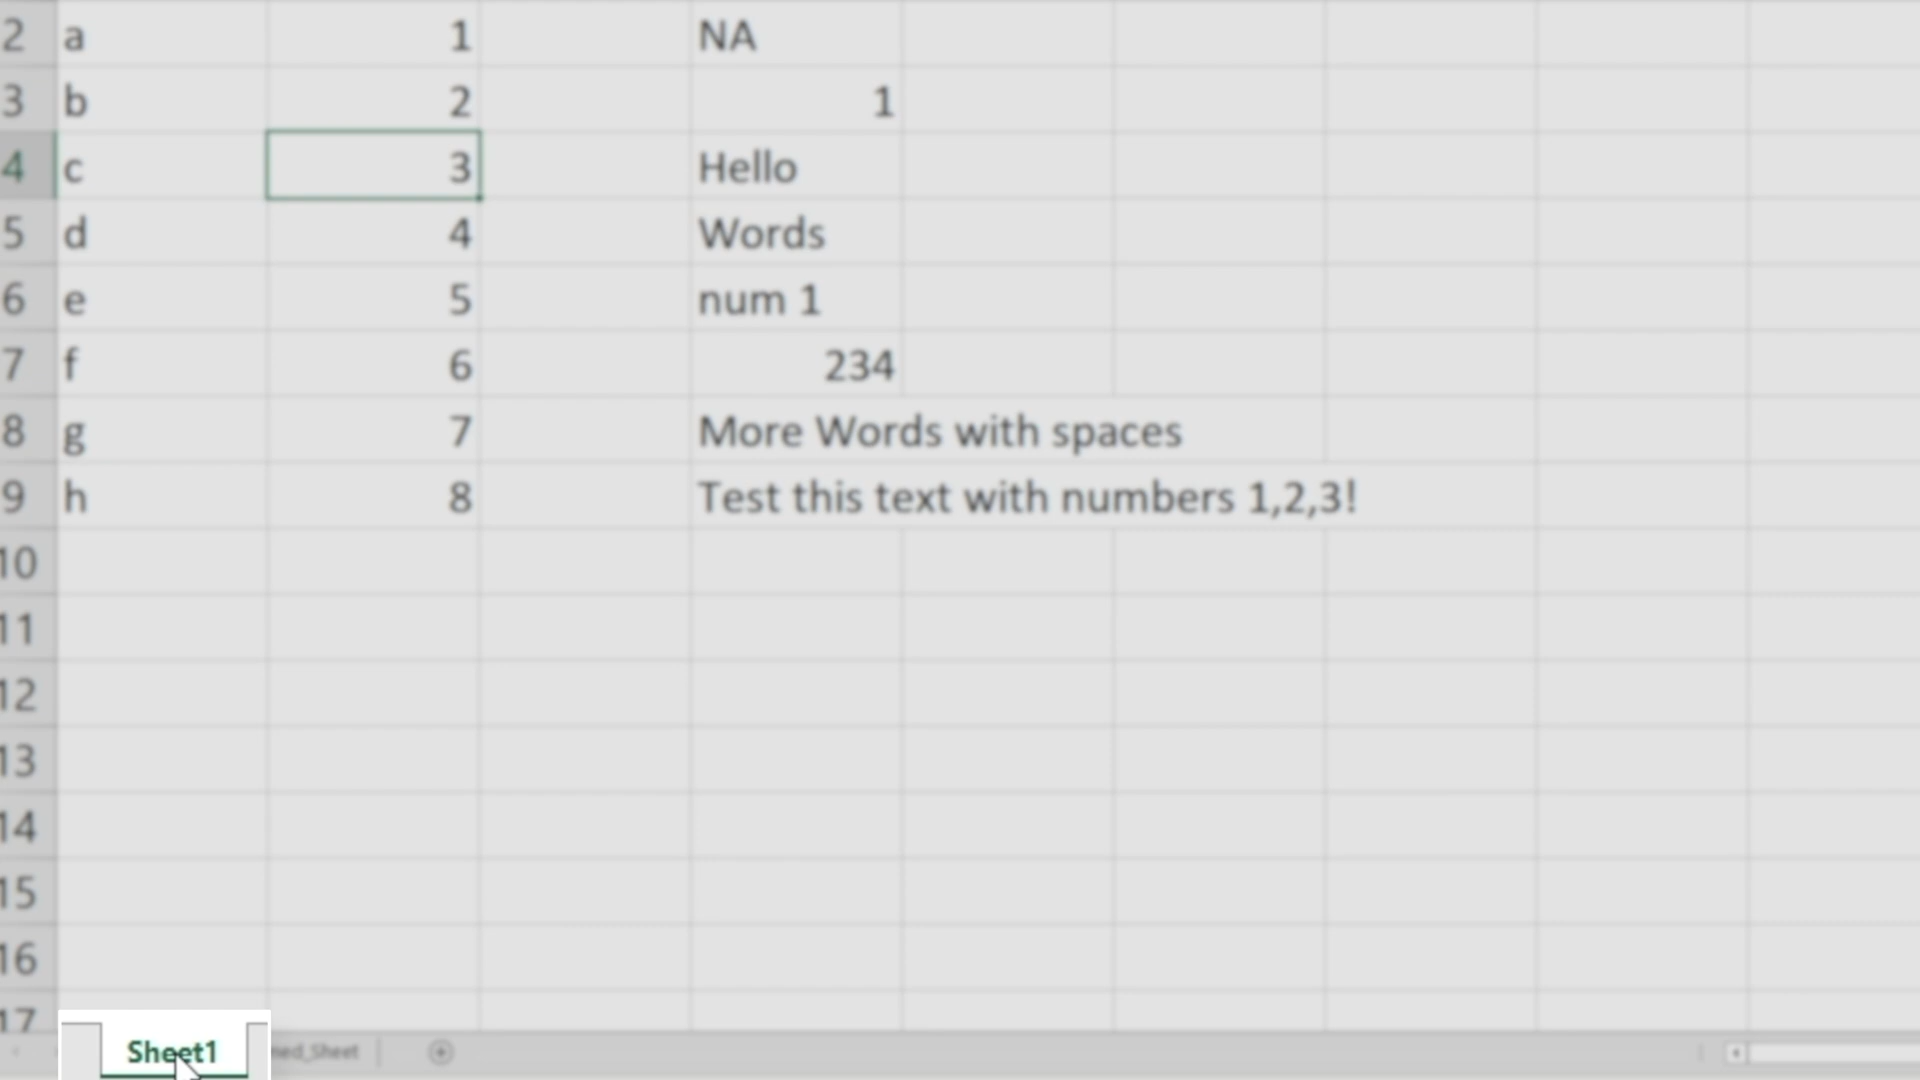 2 a 1 NA
3 b 2 1
4 c 3 Hello
5 d 4 Words
6 e 5 num 1
7 f 6 234
8 g 7 More Words with spaces
9 h 8 Test this text with numbers 1,2,3!
10
11
12
13
14
15
16
17
Sheet1 med_Sheet